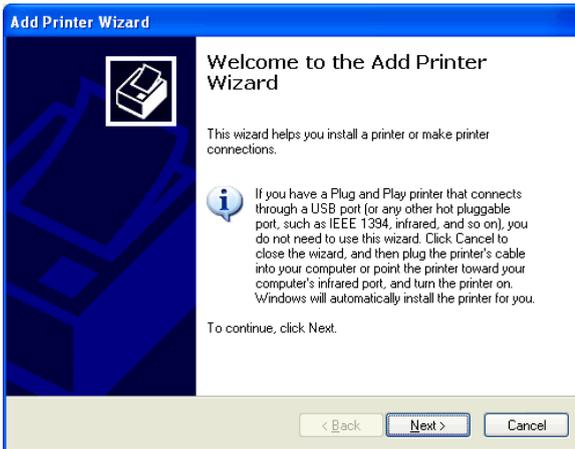 Add Printer Wizard
Welcome to the Add Printer
Wizard
This wizard helps you install a printer or make printer
connections.
If you have a Plug and Play printer that connects
through a USB port (or any other hot pluggable
port, such as IEEE 1394, infrared, and so on), you
do not need to use this wizard. Click Cancel to
close the wizard, and then plug the printer's cable
into your computer or point the printer toward your
computer's infrared port, and turn the printer on.
Windows will automatically install the printer for you.
To continue, click Next.
< Back Next > Cancel